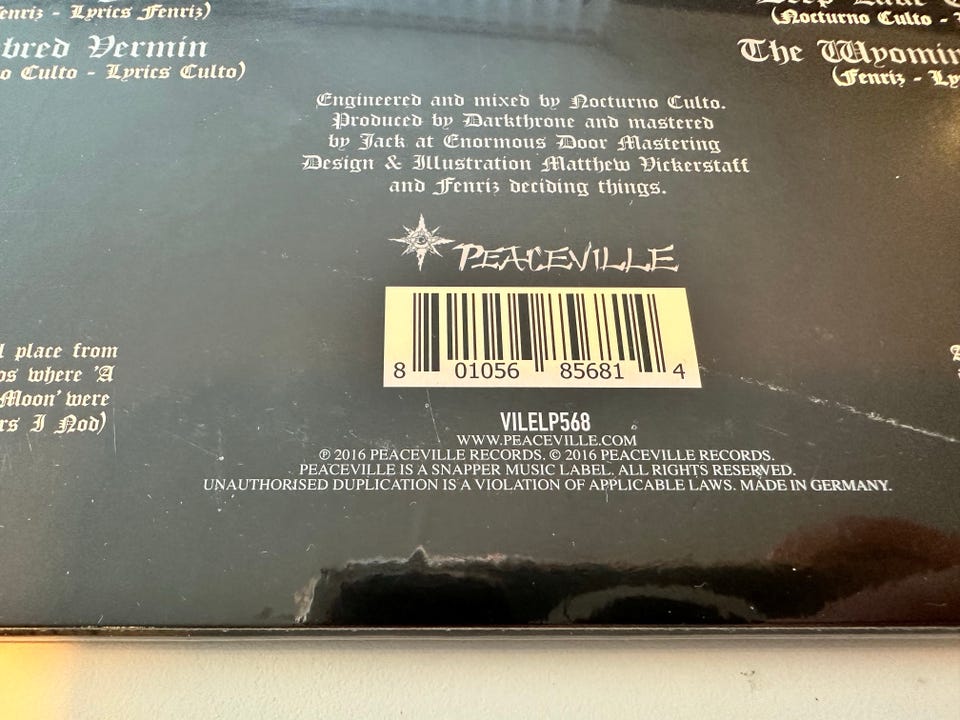 enriz - Lyrics Fenriz)
bred Vermin
o Culto - Lyrics Culto)
(Nocturno Culto -
The Wyomin
(Fenriz - Ly
Engineered and mixed by Nocturno Culto.
Produced by Darkthrone and mastered
by Jack at Enormous Door Mastering
Design & Illustration Matthew Vickerstaff
and Fenriz deciding things.
PEACEVILLE
8 01056 85681 4
l place from
os where 'A
Moon' were
rs I Nod)
VILELP568
WWW.PEACEVILLE.COM
℗ 2016 PEACEVILLE RECORDS. © 2016 PEACEVILLE RECORDS.
PEACEVILLE IS A SNAPPER MUSIC LABEL. ALL RIGHTS RESERVED.
UNAUTHORISED DUPLICATION IS A VIOLATION OF APPLICABLE LAWS. MADE IN GERMANY.